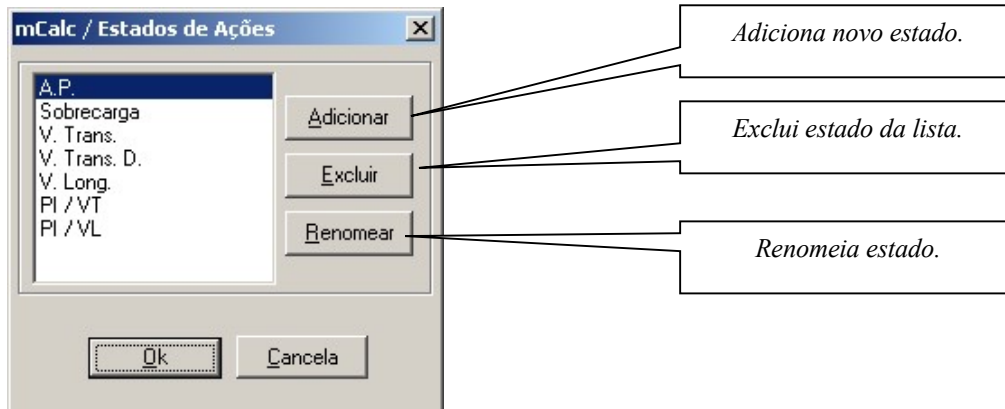 mCalc / Estados de Ações
A.P.
Sobrecarga
V. Trans.
V. Trans. D.
V. Long.
PI / VT
PI / VL
Adicionar
Excluir
Renomear
Ok
Cancela
Adiciona novo estado.
Exclui estado da lista.
Renomeia estado.